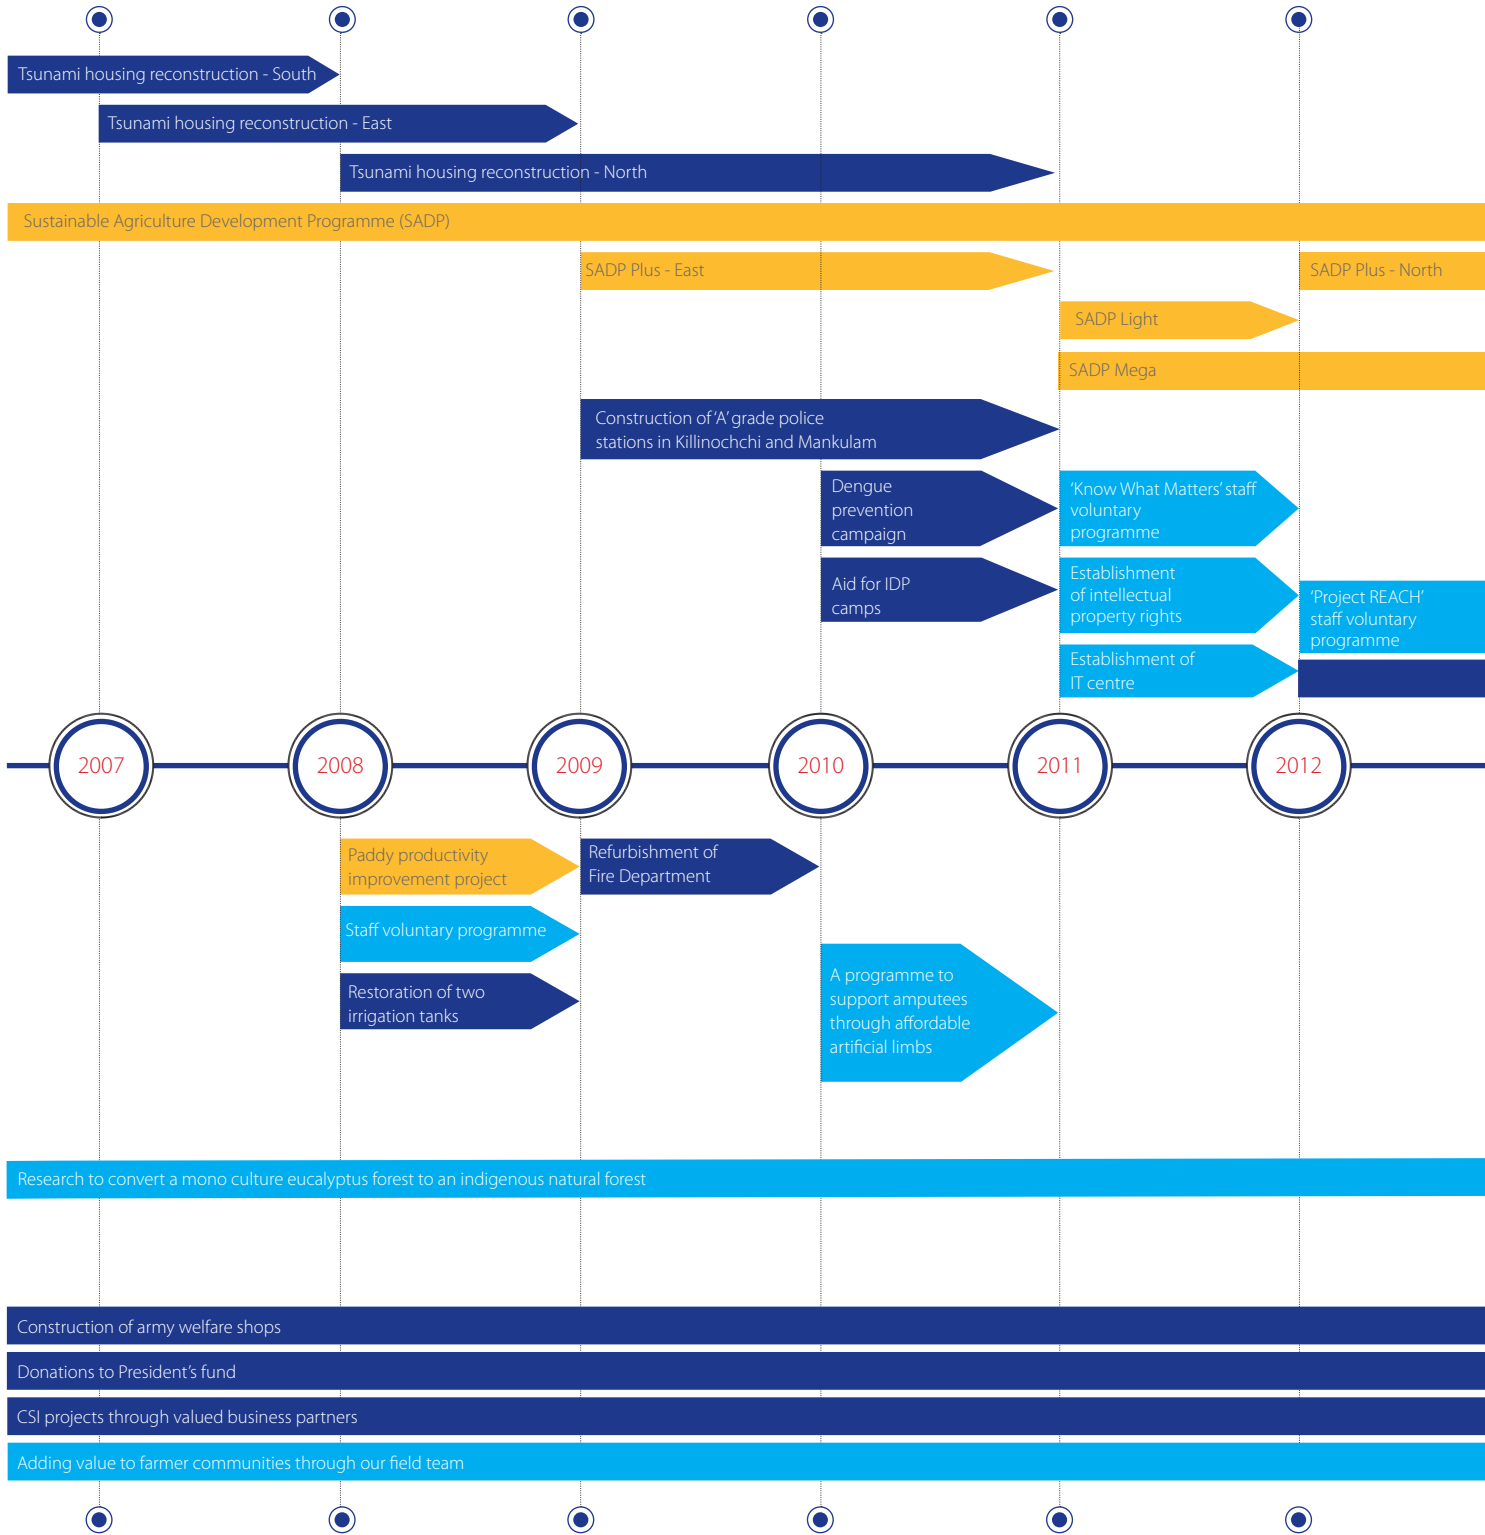 Tsunami housing reconstruction - South
Tsunami housing reconstruction - East
Tsunami housing reconstruction - North
Sustainable Agriculture Development Programme (SADP)
SADP Plus - East
SADP Plus - North
SADP Light
SADP Mega
Construction of ‘A’ grade police
stations in Killinochchi and Mankulam
Dengue
prevention
campaign
‘Know What Matters’ staff
voluntary
programme
Aid for IDP
camps
Establishment
of intellectual
property rights
‘Project REACH’
staff voluntary
programme
Establishment of
IT centre
2007
2008
2009
2010
2011
2012
Paddy productivity
improvement project
Refurbishment of
Fire Department
Staff voluntary programme
Restoration of two
irrigation tanks
A programme to
support amputees
through affordable
artificial limbs
Research to convert a mono culture eucalyptus forest to an indigenous natural forest
Construction of army welfare shops
Donations to President’s fund
CSI projects through valued business partners
Adding value to farmer communities through our field team